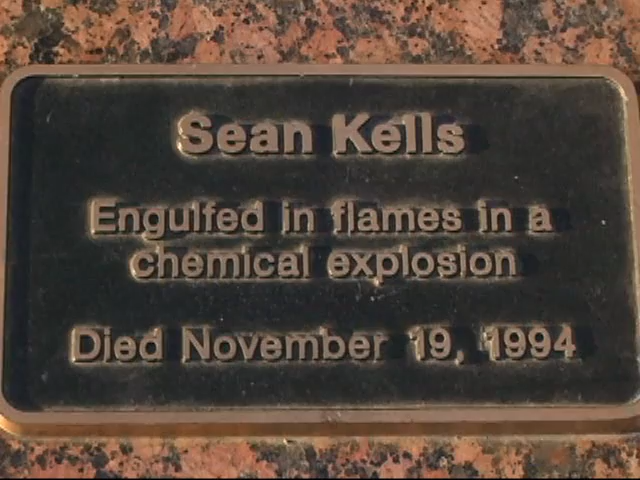 Sean Kells
Engulfed in flames in a
chemical explosion
Died November 19, 1994